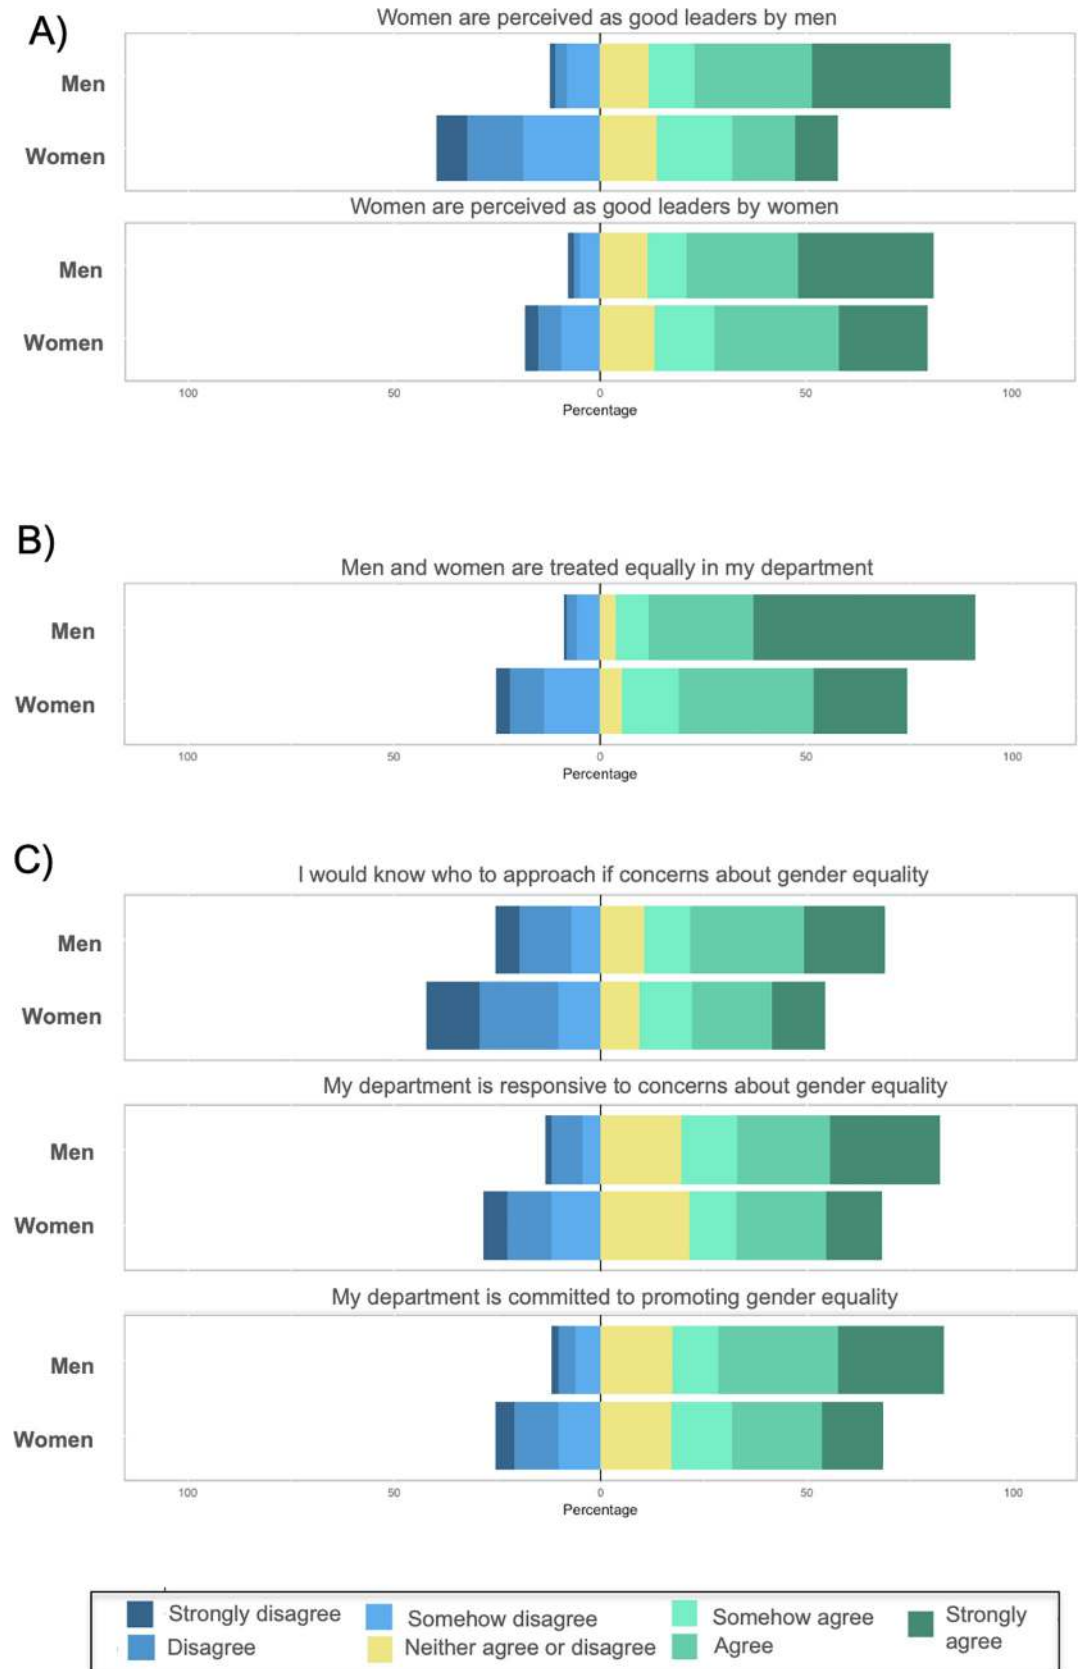 A)
Women are perceived as good leaders by men
Men
Women
Women are perceived as good leaders by women
Men
Women
100 50 0 50 100
Percentage
B)
Men and women are treated equally in my department
Men
Women
100 50 0 50 100
Percentage
C)
I would know who to approach if concerns about gender equality
Men
Women
My department is responsive to concerns about gender equality
Men
Women
My department is committed to promoting gender equality
Men
Women
100 50 0 50 100
Percentage
Strongly disagree
Disagree
Somehow disagree
Neither agree or disagree
Somehow agree
Agree
Strongly
agree